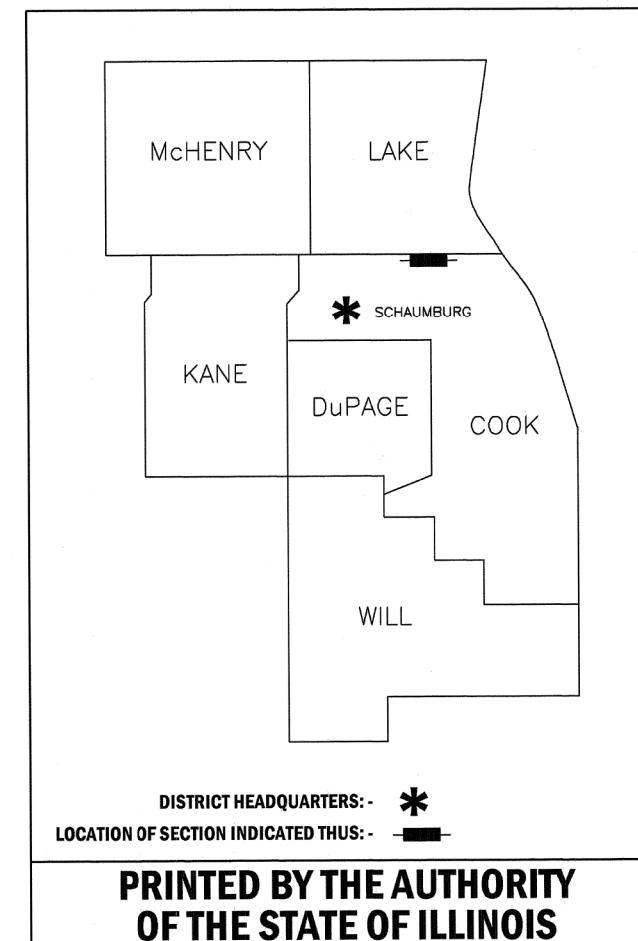 McHENRY
LAKE
SCHAUMBURG
KANE
DuPAGE
COOK
WILL
DISTRICT HEADQUARTERS: -
LOCATION OF SECTION INDICATED THUS: -
PRINTED BY THE AUTHORITY
OF THE STATE OF ILLINOIS